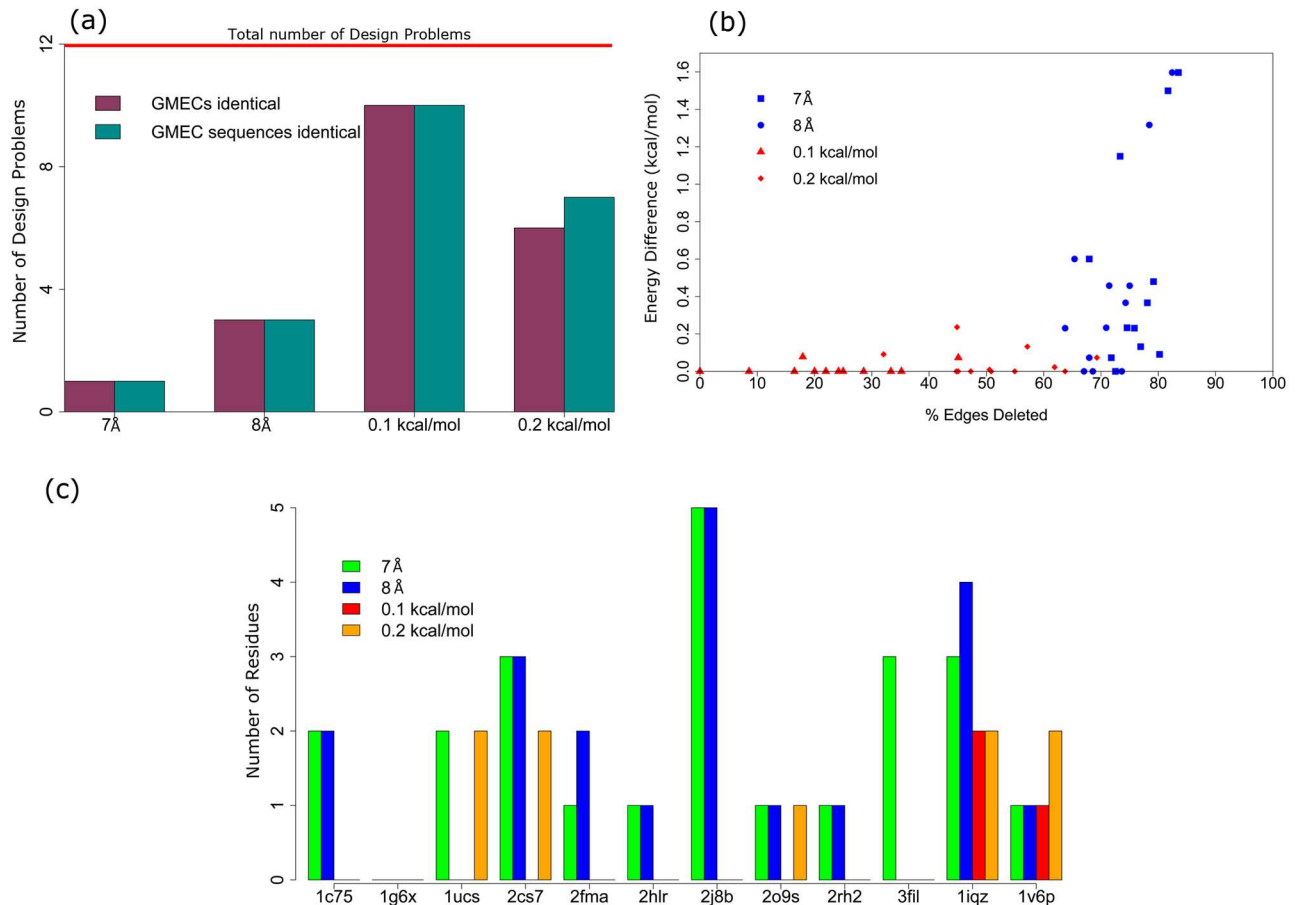 (a)
Total number of Design Problems
12
8
4
0
Number of Design Problems
GMECs identical
GMEC sequences identical
7Å
8Å
0.1 kcal/mol
0.2 kcal/mol
(b)
Energy Difference (kcal/mol)
1.6
1.4
1.2
1.0
0.8
0.6
0.4
0.2
0.0
7Å
8Å
0.1 kcal/mol
0.2 kcal/mol
0 10 20 30 40 50 60 70 80 90 100
% Edges Deleted
(c)
Number of Residues
5
4
3
2
1
0
7Å
8Å
0.1 kcal/mol
0.2 kcal/mol
1c75 1g6x 1ucs 2cs7 2fma 2hlr 2j8b 2o9s 2rh2 3fil 1iqz 1v6p